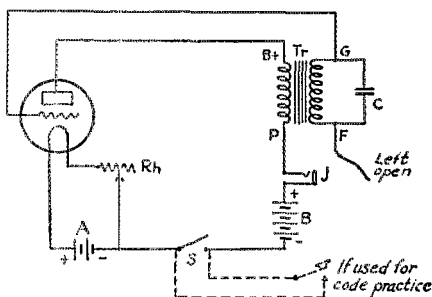 B+ Tr G
C
P F
Left
open
Rh
J
+
A B
+ - -
S
If used for
code practice